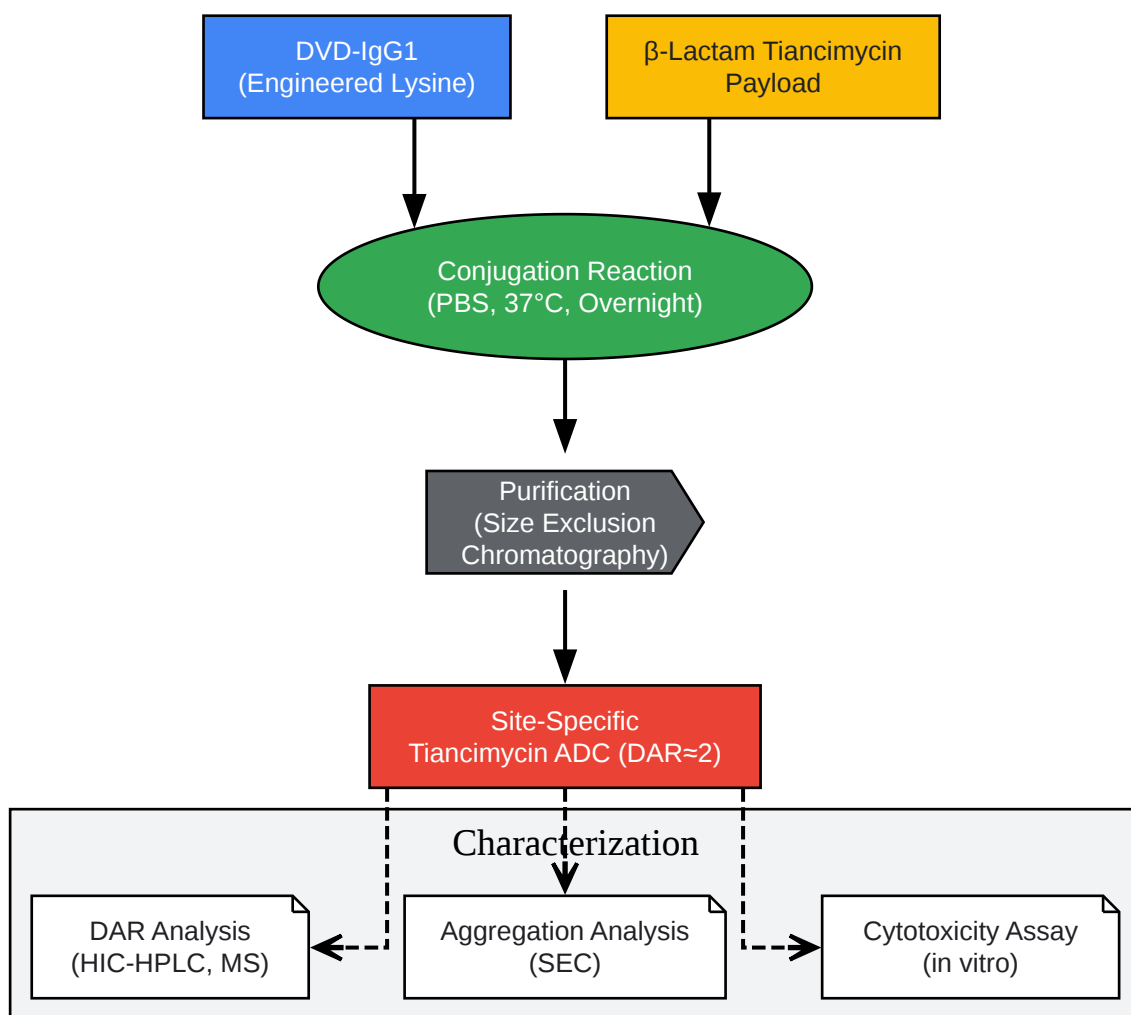 DVD-IgG1
(Engineered Lysine)
β-Lactam Tiancimycin
Payload
Conjugation Reaction
(PBS, 37°C, Overnight)
Purification
(Size Exclusion
Chromatography)
Site-Specific
Tiancimycin ADC (DAR≈2)
Characterization
DAR Analysis
(HIC-HPLC, MS)
Aggregation Analysis
(SEC)
Cytotoxicity Assay
(in vitro)